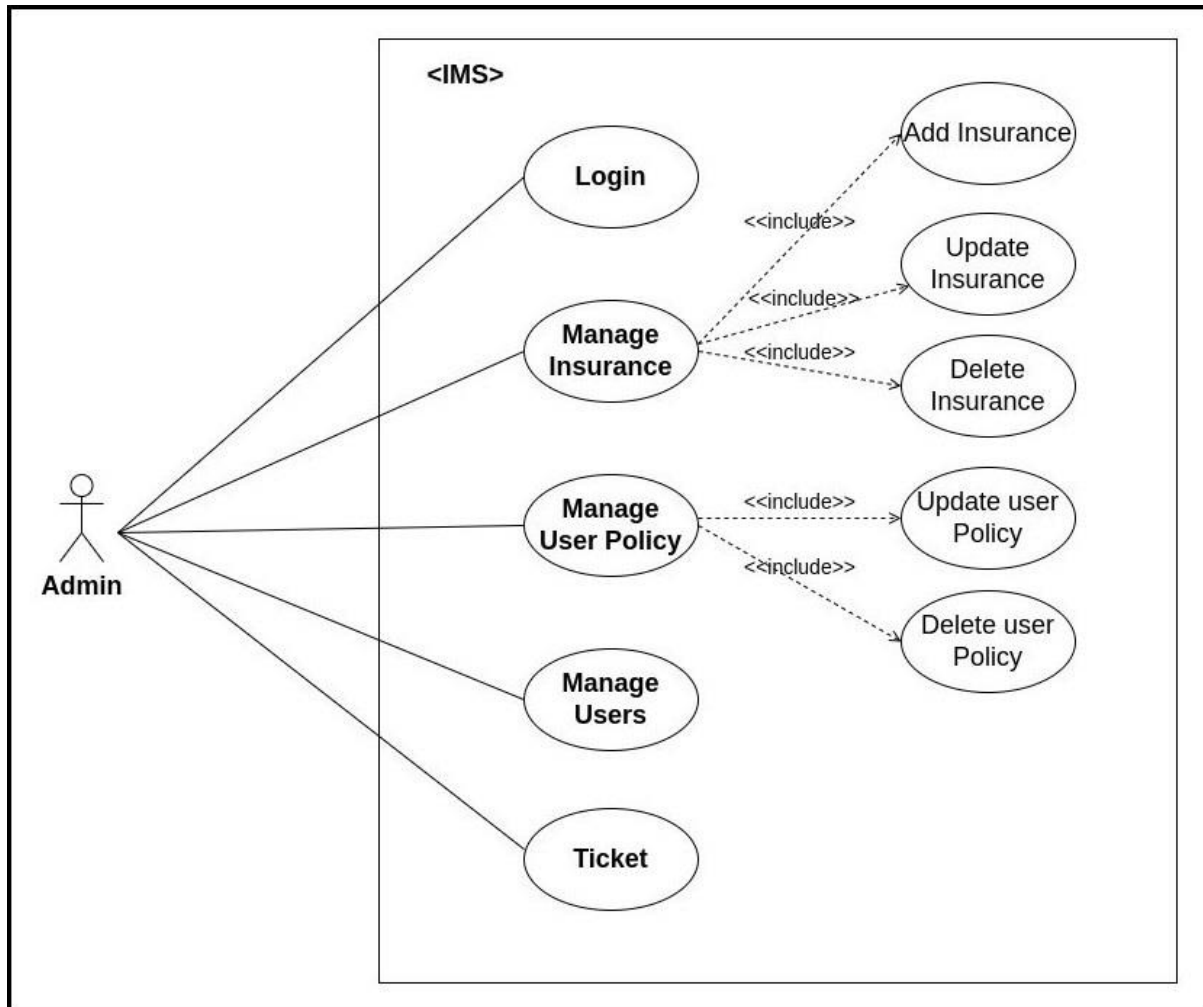 <IMS>
Login
Add Insurance
<<include>>
Update
Insurance
<<include>>
Manage
Insurance
<<include>>
Delete
Insurance
Manage
User Policy
<<include>>
Update user
Policy
<<include>>
Admin
Delete user
Policy
Manage
Users
Ticket